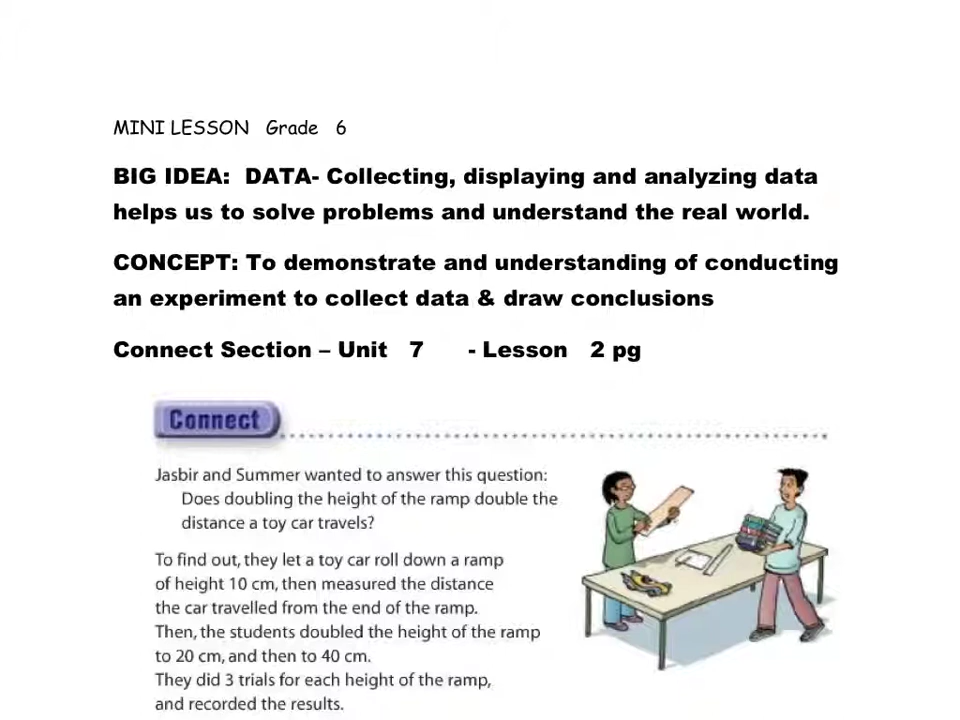 MINI LESSON Grade 6
BIG IDEA: DATA- Collecting, displaying and analyzing data
helps us to solve problems and understand the real world.
CONCEPT: To demonstrate and understanding of conducting
an experiment to collect data & draw conclusions
Connect Section – Unit 7 - Lesson 2 pg
Connect
Jasbir and Summer wanted to answer this question:
Does doubling the height of the ramp double the
distance a toy car travels?
To find out, they let a toy car roll down a ramp
of height 10 cm, then measured the distance
the car travelled from the end of the ramp.
Then, the students doubled the height of the ramp
to 20 cm, and then to 40 cm.
They did 3 trials for each height of the ramp,
and recorded the results.